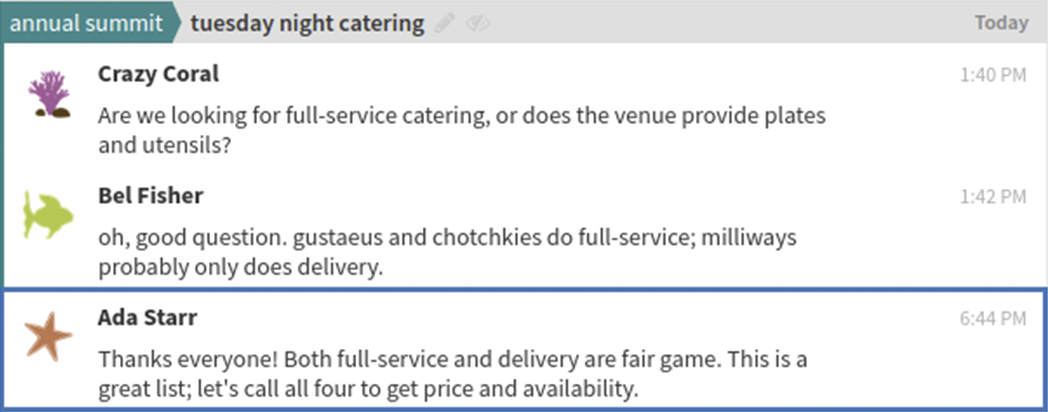 annual summit tuesday night catering Today
Crazy Coral 1:40 PM
Are we looking for full-service catering, or does the venue provide plates
and utensils?
Bel Fisher 1:42 PM
oh, good question. gustaeus and chotchkies do full-service; milliways
probably only does delivery.
Ada Starr 6:44 PM
Thanks everyone! Both full-service and delivery are fair game. This is a
great list; let's call all four to get price and availability.